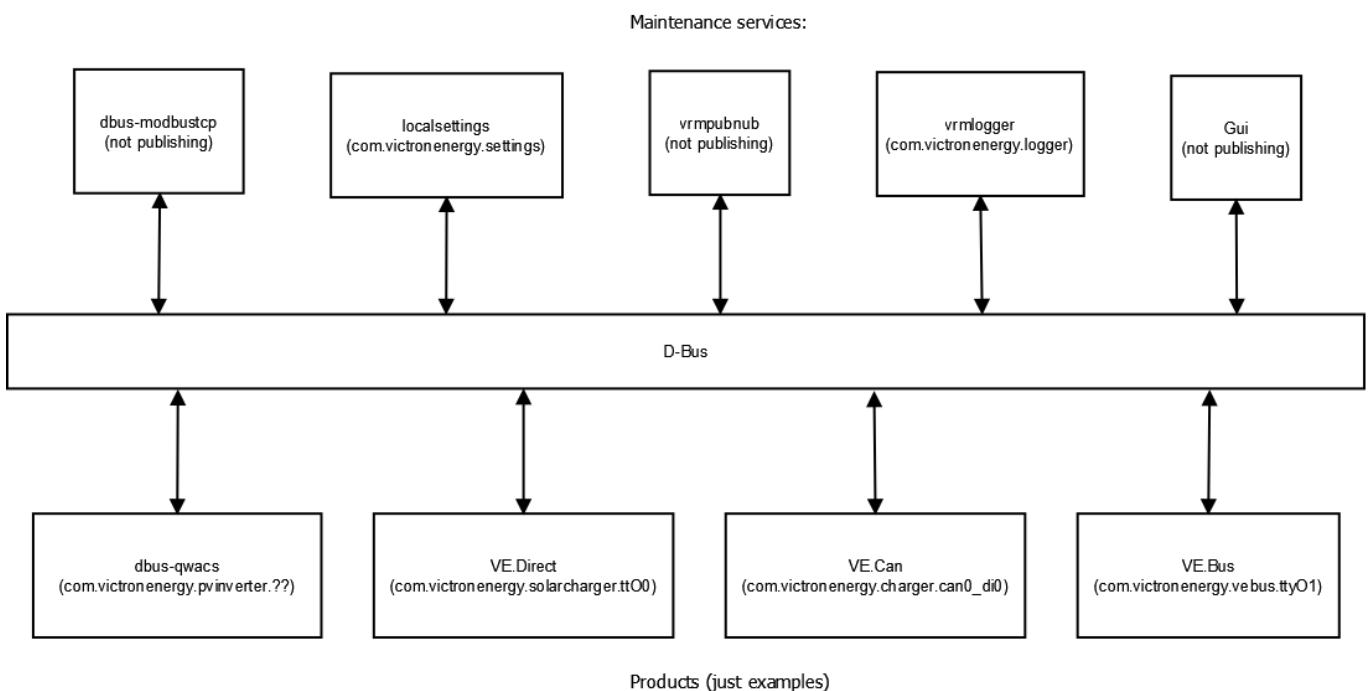 Maintenance services:
dbus-modbustcp
(not publishing)
localsettings
(com.victronenergy.settings)
vrmpubnub
(not publishing)
vrmlogger
(com.victronenergy.logger)
Gui
(not publishing)
D-Bus
dbus-qwacs
(com.victronenergy.pvinverter.??)
VE.Direct
(com.victronenergy.solarcharger.ttO0)
VE.Can
(com.victronenergy.charger.can0_di0)
VE.Bus
(com.victronenergy.vebus.ttyO1)
Products (just examples)